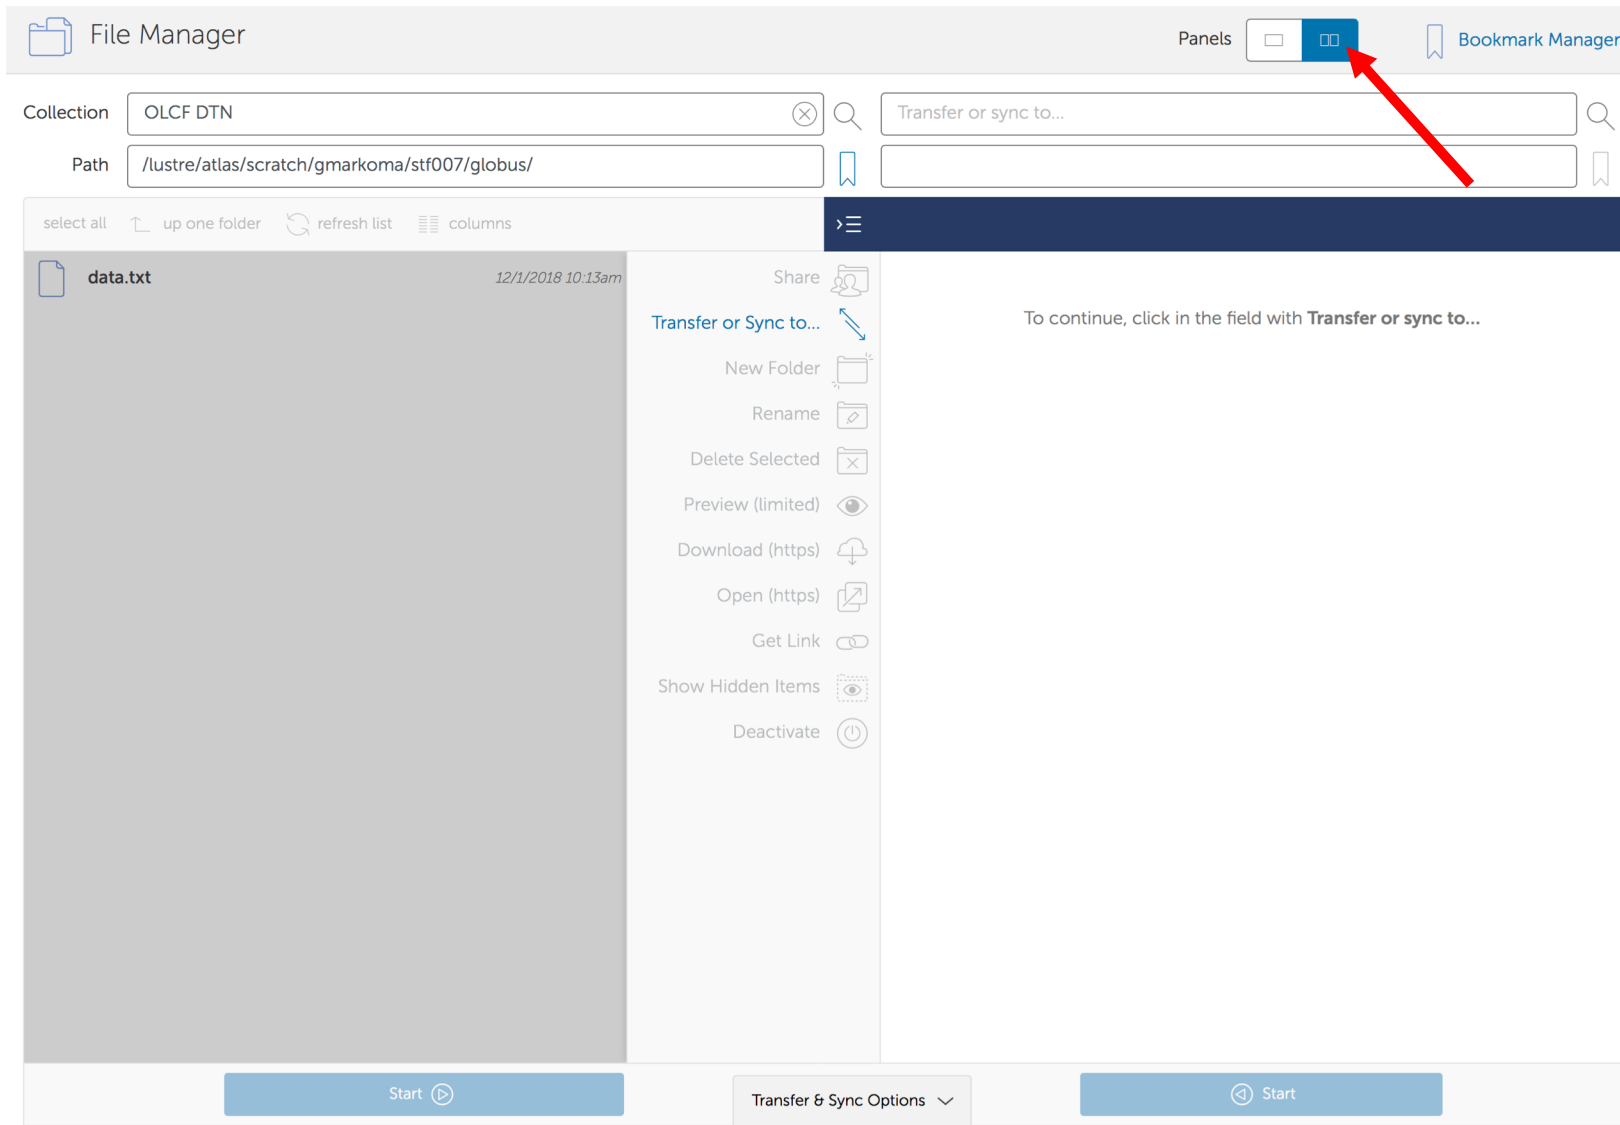 File Manager
Panels
Bookmark Manager
Collection
OLCF DTN
Transfer or sync to...
Path
/lustre/atlas/scratch/gmarkoma/stf007/globus/
select all
up one folder
refresh list
columns
data.txt
12/1/2018 10:13am
Share
Transfer or Sync to...
New Folder
Rename
Delete Selected
Preview (limited)
Download (https)
Open (https)
Get Link
Show Hidden Items
Deactivate
To continue, click in the field with Transfer or sync to...
Start
Transfer & Sync Options
Start